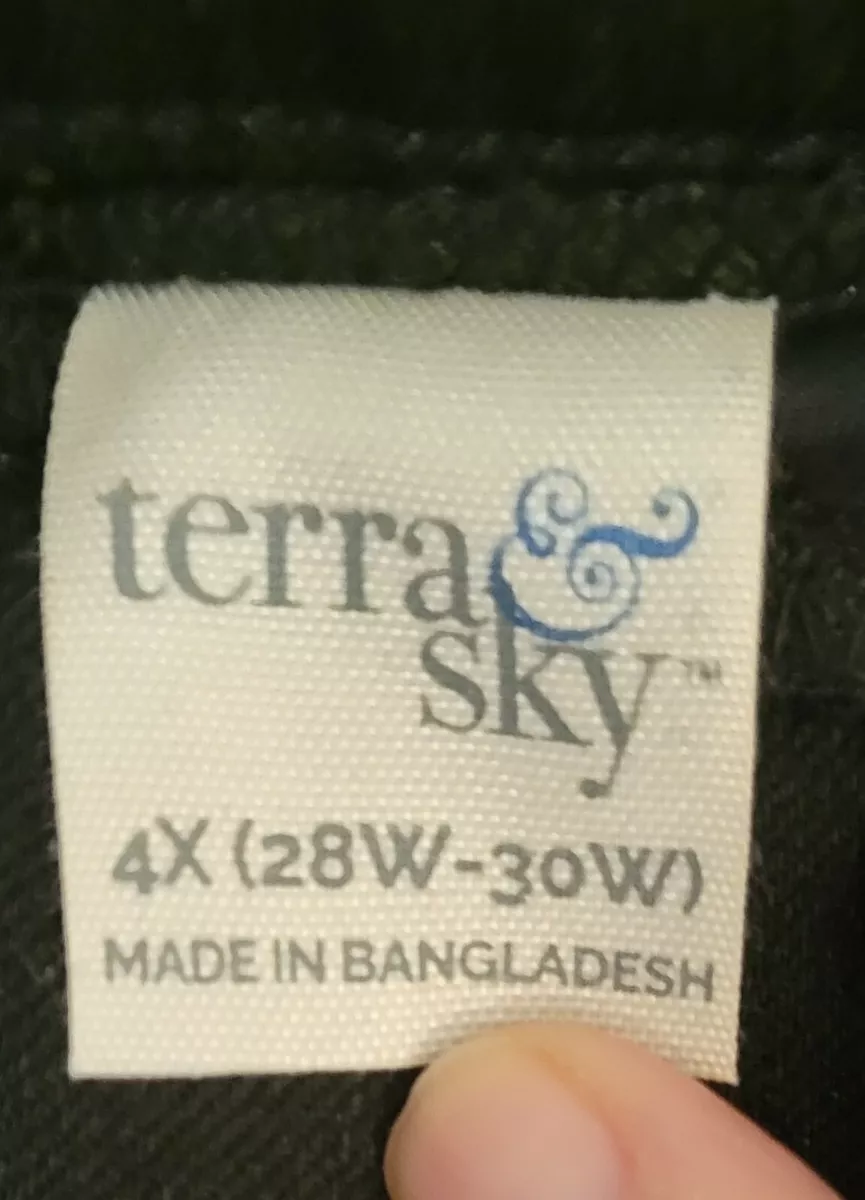 terra &
sky™
4X (28W-30W)
MADE IN BANGLADESH